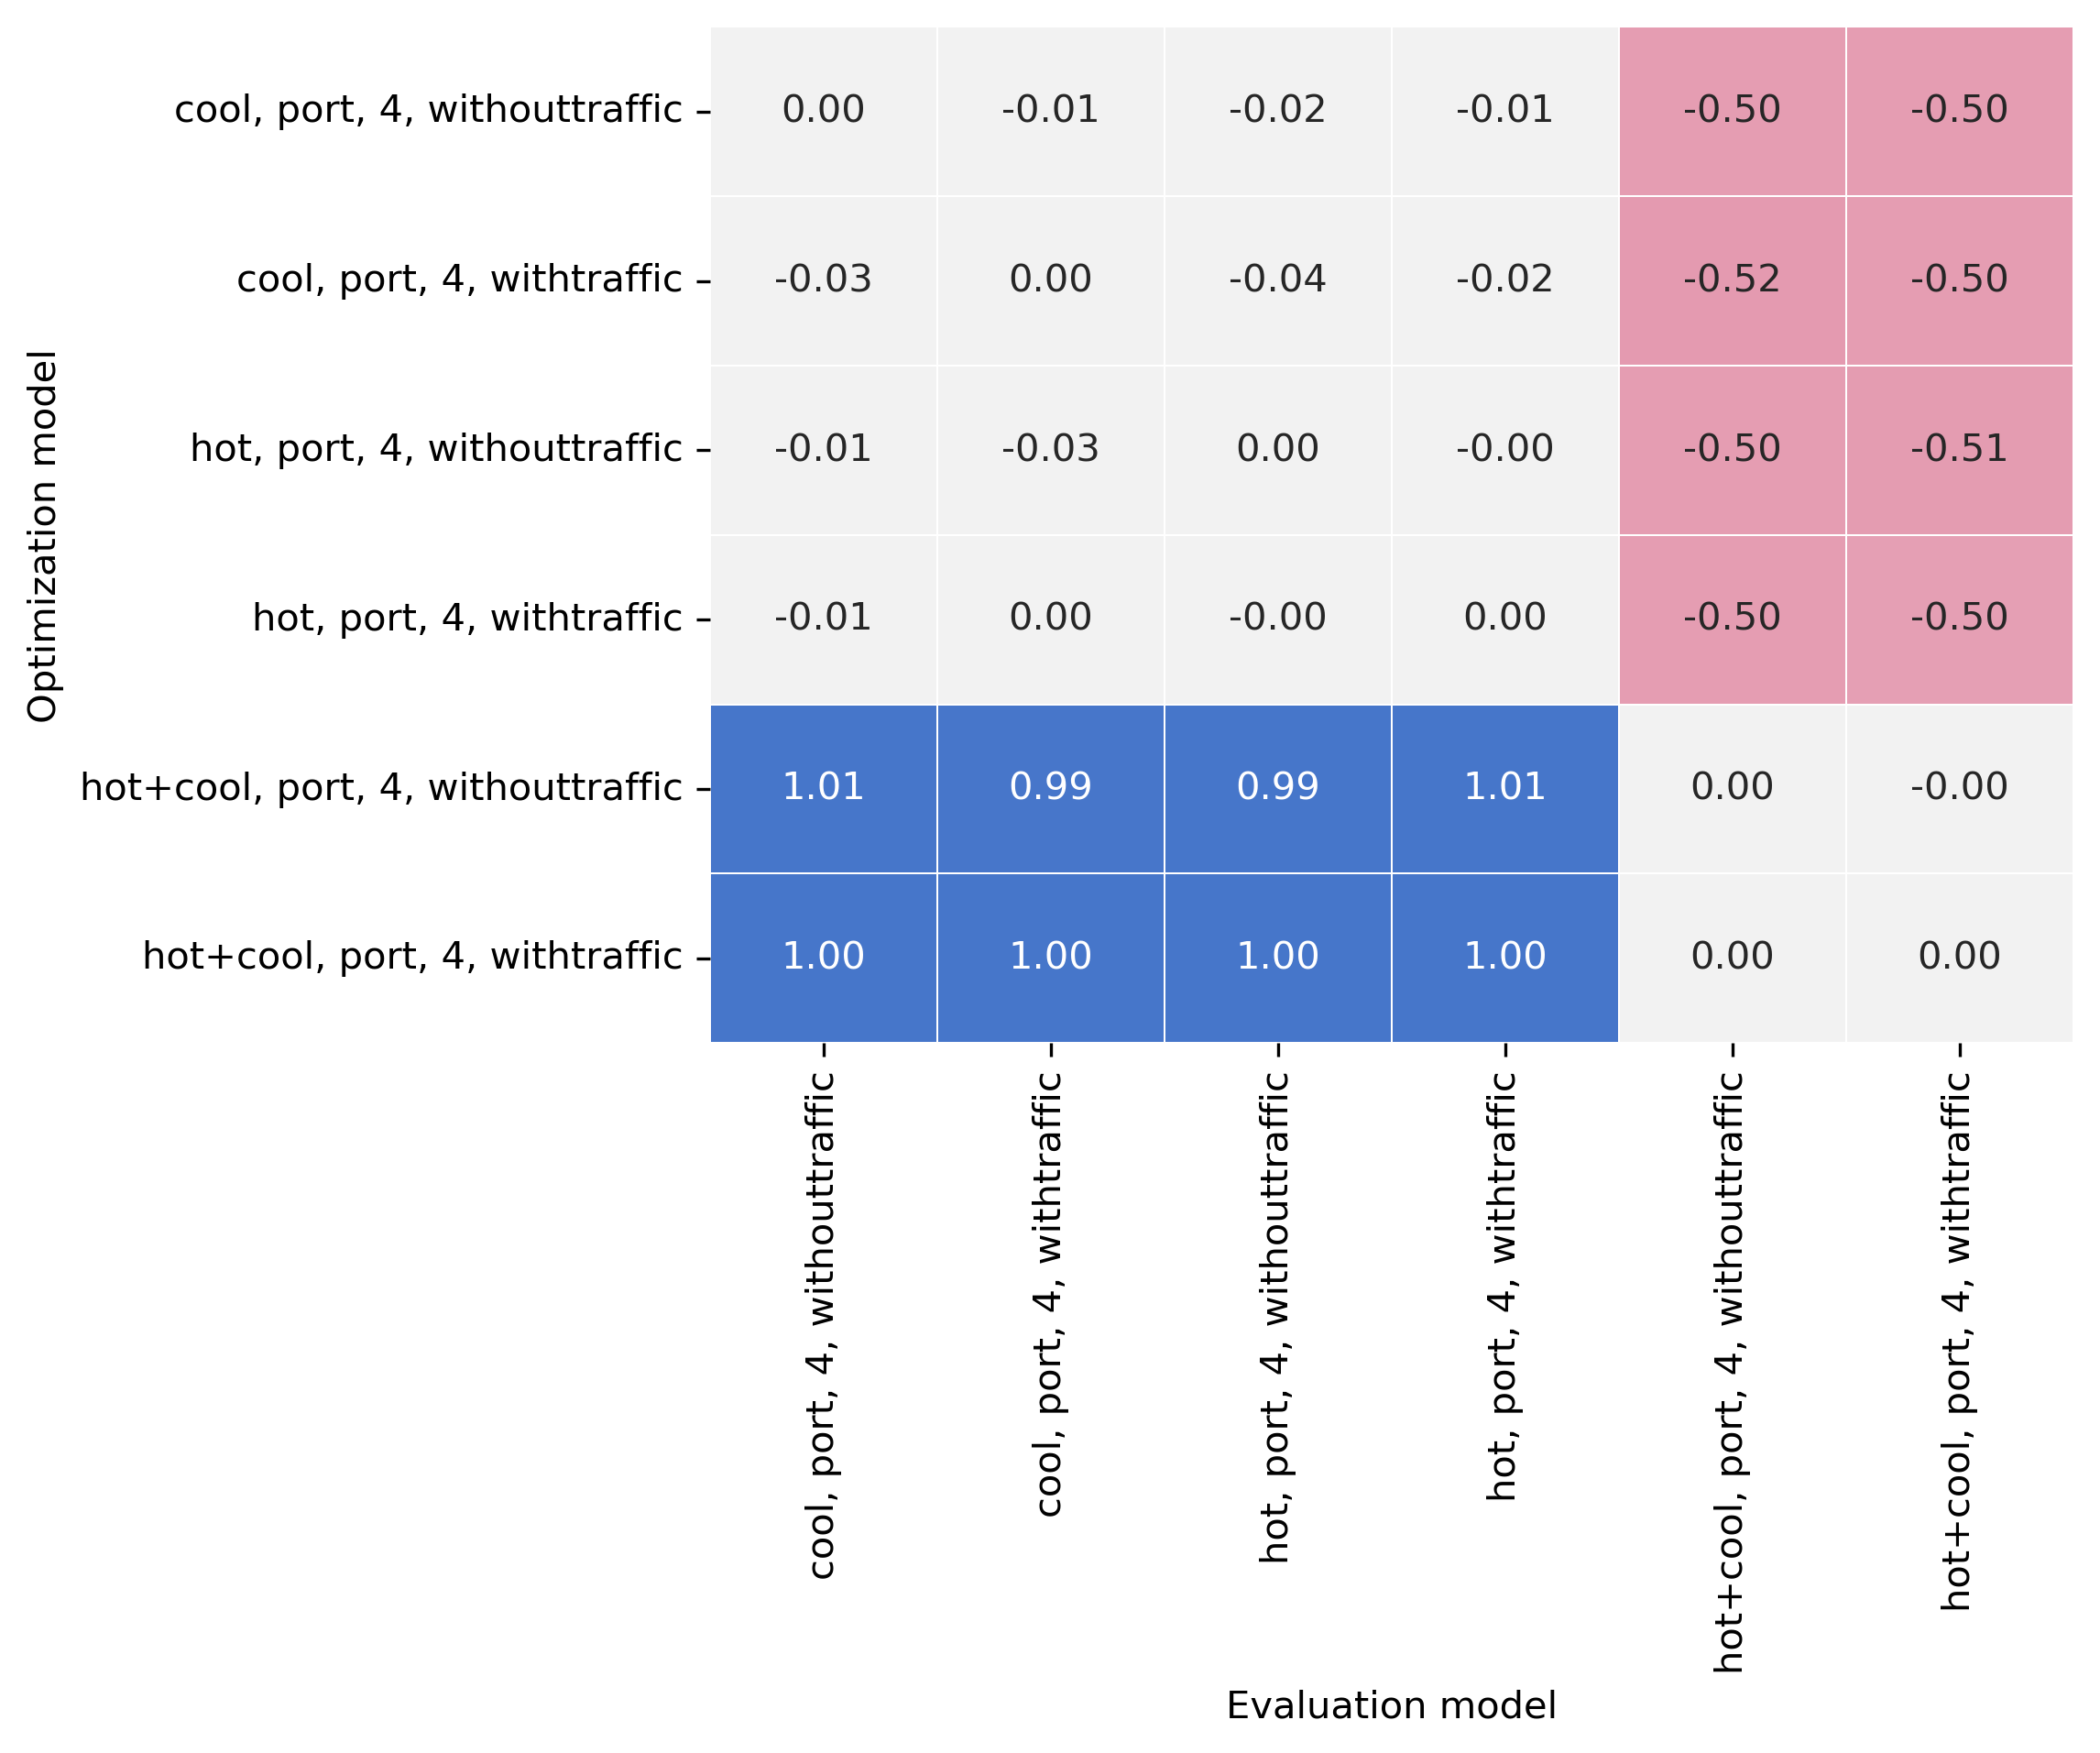 Optimization model
cool, port, 4, withouttraffic 0.00 -0.01 -0.02 -0.01 -0.50 -0.50
cool, port, 4, withtraffic -0.03 0.00 -0.04 -0.02 -0.52 -0.50
hot, port, 4, withouttraffic -0.01 -0.03 0.00 -0.00 -0.50 -0.51
hot, port, 4, withtraffic -0.01 0.00 -0.00 0.00 -0.50 -0.50
hot+cool, port, 4, withouttraffic 1.01 0.99 0.99 1.01 0.00 -0.00
hot+cool, port, 4, withtraffic 1.00 1.00 1.00 1.00 0.00 0.00
cool, port, 4, withouttraffic
cool, port, 4, withtraffic
hot, port, 4, withouttraffic
hot, port, 4, withtraffic
hot+cool, port, 4, withouttraffic
hot+cool, port, 4, withtraffic
Evaluation model